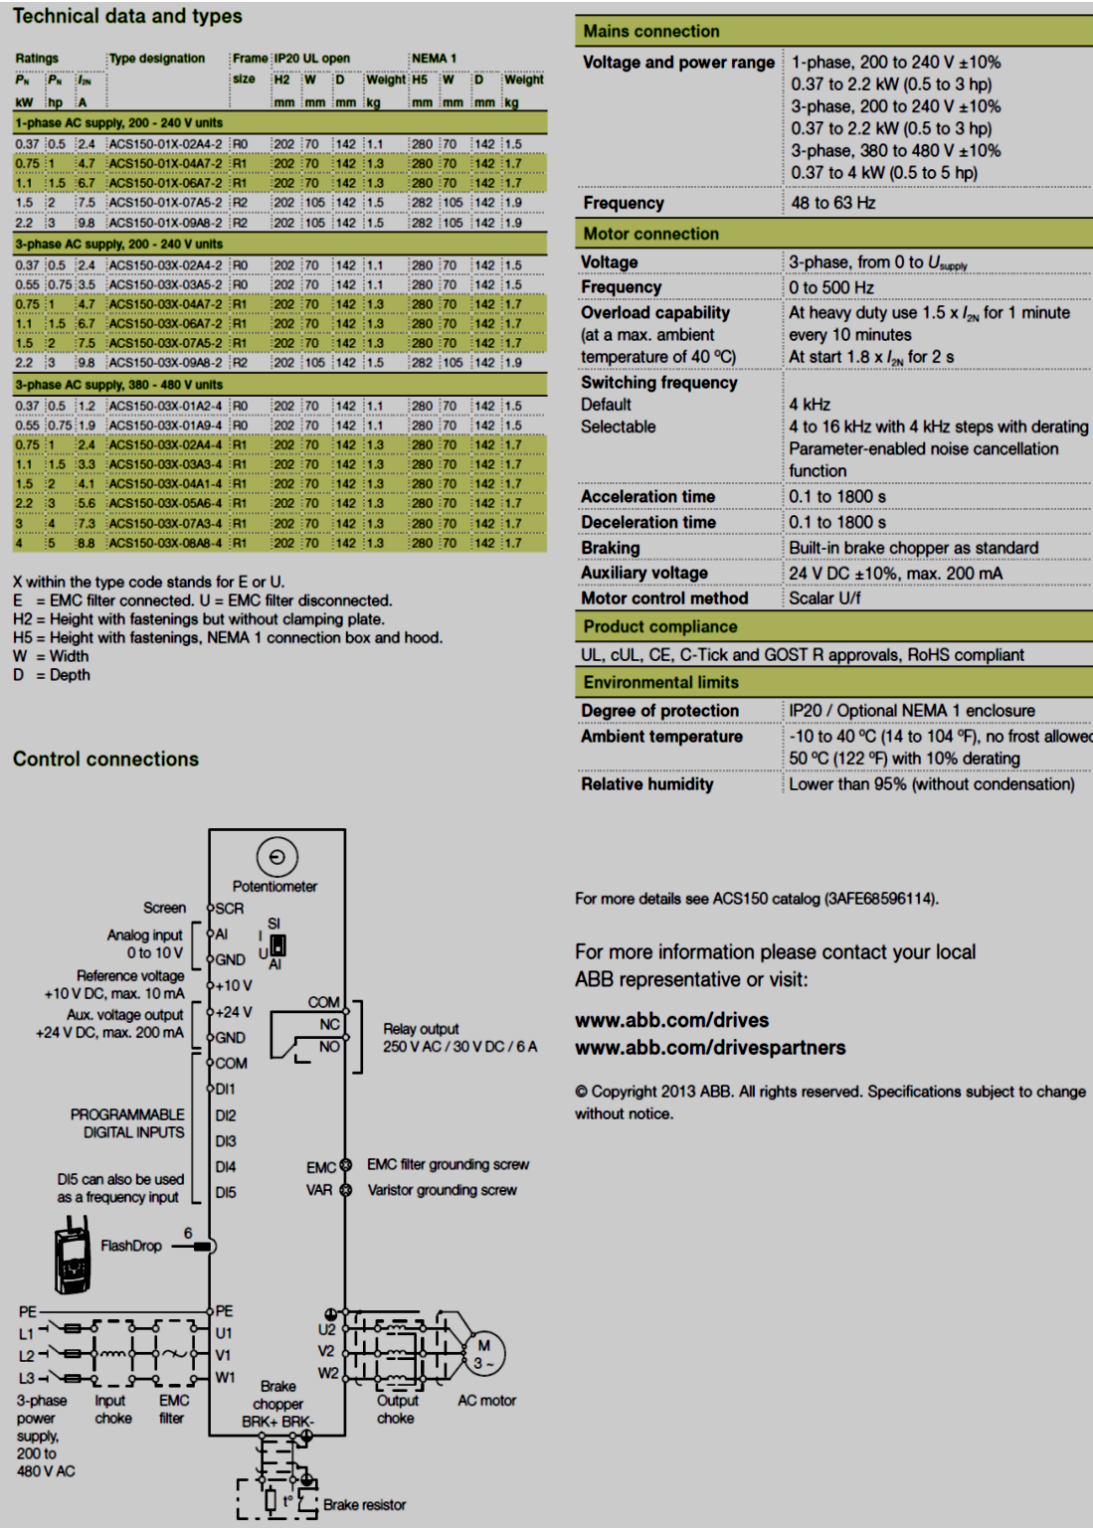 Technical data and types
Ratings Type designation Frame size IP20 UL open NEMA 1
PN PN I2N H2 W D Weight H5 W D Weight
kW hp A mm mm mm kg mm mm mm kg
1-phase AC supply, 200 - 240 V units
0.37 0.5 2.4 ACS150-01X-02A4-2 R0 202 70 142 1.1 280 70 142 1.5
0.75 1 4.7 ACS150-01X-04A7-2 R1 202 70 142 1.3 280 70 142 1.7
1.1 1.5 6.7 ACS150-01X-06A7-2 R1 202 70 142 1.3 280 70 142 1.7
1.5 2 7.5 ACS150-01X-07A5-2 R2 202 105 142 1.5 282 105 142 1.9
2.2 3 9.8 ACS150-01X-09A8-2 R2 202 105 142 1.5 282 105 142 1.9
3-phase AC supply, 200 - 240 V units
0.37 0.5 2.4 ACS150-03X-02A4-2 R0 202 70 142 1.1 280 70 142 1.5
0.55 0.75 3.5 ACS150-03X-03A5-2 R0 202 70 142 1.1 280 70 142 1.5
0.75 1 4.7 ACS150-03X-04A7-2 R1 202 70 142 1.3 280 70 142 1.7
1.1 1.5 6.7 ACS150-03X-06A7-2 R1 202 70 142 1.3 280 70 142 1.7
1.5 2 7.5 ACS150-03X-07A5-2 R1 202 70 142 1.3 280 70 142 1.7
2.2 3 9.8 ACS150-03X-09A8-2 R2 202 105 142 1.5 282 105 142 1.9
3-phase AC supply, 380 - 480 V units
0.37 0.5 1.2 ACS150-03X-01A2-4 R0 202 70 142 1.1 280 70 142 1.5
0.55 0.75 1.9 ACS150-03X-01A9-4 R0 202 70 142 1.1 280 70 142 1.5
0.75 1 2.4 ACS150-03X-02A4-4 R1 202 70 142 1.3 280 70 142 1.7
1.1 1.5 3.3 ACS150-03X-03A3-4 R1 202 70 142 1.3 280 70 142 1.7
1.5 2 4.1 ACS150-03X-04A1-4 R1 202 70 142 1.3 280 70 142 1.7
2.2 3 5.6 ACS150-03X-05A6-4 R1 202 70 142 1.3 280 70 142 1.7
3 4 7.3 ACS150-03X-07A3-4 R1 202 70 142 1.3 280 70 142 1.7
4 5 8.8 ACS150-03X-08A8-4 R1 202 70 142 1.3 280 70 142 1.7
X within the type code stands for E or U.
E = EMC filter connected. U = EMC filter disconnected.
H2 = Height with fastenings but without clamping plate.
H5 = Height with fastenings, NEMA 1 connection box and hood.
W = Width
D = Depth
Control connections
Potentiometer
Screen
SCR
Analog input
0 to 10 V
AI
GND
SI
I
U
AI
Reference voltage
+10 V DC, max. 10 mA
+10 V
Aux. voltage output
+24 V DC, max. 200 mA
+24 V
GND
COM
NC
NO
Relay output
250 V AC / 30 V DC / 6 A
COM
DI1
PROGRAMMABLE
DIGITAL INPUTS
DI2
DI3
DI4
DI5
DI5 can also be used
as a frequency input
EMC
EMC filter grounding screw
VAR
Varistor grounding screw
FlashDrop
6
PE
L1
L2
L3
PE
U1
V1
W1
U2
V2
W2
M
3 ~
3-phase
power
supply,
200 to
480 V AC
Input
choke
EMC
filter
Brake
chopper
BRK+ BRK-
Output
choke
AC motor
t°
Brake resistor
Mains connection
Voltage and power range 1-phase, 200 to 240 V ±10%
0.37 to 2.2 kW (0.5 to 3 hp)
3-phase, 200 to 240 V ±10%
0.37 to 2.2 kW (0.5 to 3 hp)
3-phase, 380 to 480 V ±10%
0.37 to 4 kW (0.5 to 5 hp)
Frequency 48 to 63 Hz
Motor connection
Voltage 3-phase, from 0 to Usupply
Frequency 0 to 500 Hz
Overload capability At heavy duty use 1.5 x I2N for 1 minute
(at a max. ambient every 10 minutes
temperature of 40 ºC) At start 1.8 x I2N for 2 s
Switching frequency
Default 4 kHz
Selectable 4 to 16 kHz with 4 kHz steps with derating
Parameter-enabled noise cancellation
function
Acceleration time 0.1 to 1800 s
Deceleration time 0.1 to 1800 s
Braking Built-in brake chopper as standard
Auxiliary voltage 24 V DC ±10%, max. 200 mA
Motor control method Scalar U/f
Product compliance
UL, cUL, CE, C-Tick and GOST R approvals, RoHS compliant
Environmental limits
Degree of protection IP20 / Optional NEMA 1 enclosure
Ambient temperature -10 to 40 ºC (14 to 104 ºF), no frost allowed
50 ºC (122 ºF) with 10% derating
Relative humidity Lower than 95% (without condensation)
For more details see ACS150 catalog (3AFE68596114).
For more information please contact your local
ABB representative or visit:
www.abb.com/drives
www.abb.com/drivespartners
© Copyright 2013 ABB. All rights reserved. Specifications subject to change
without notice.